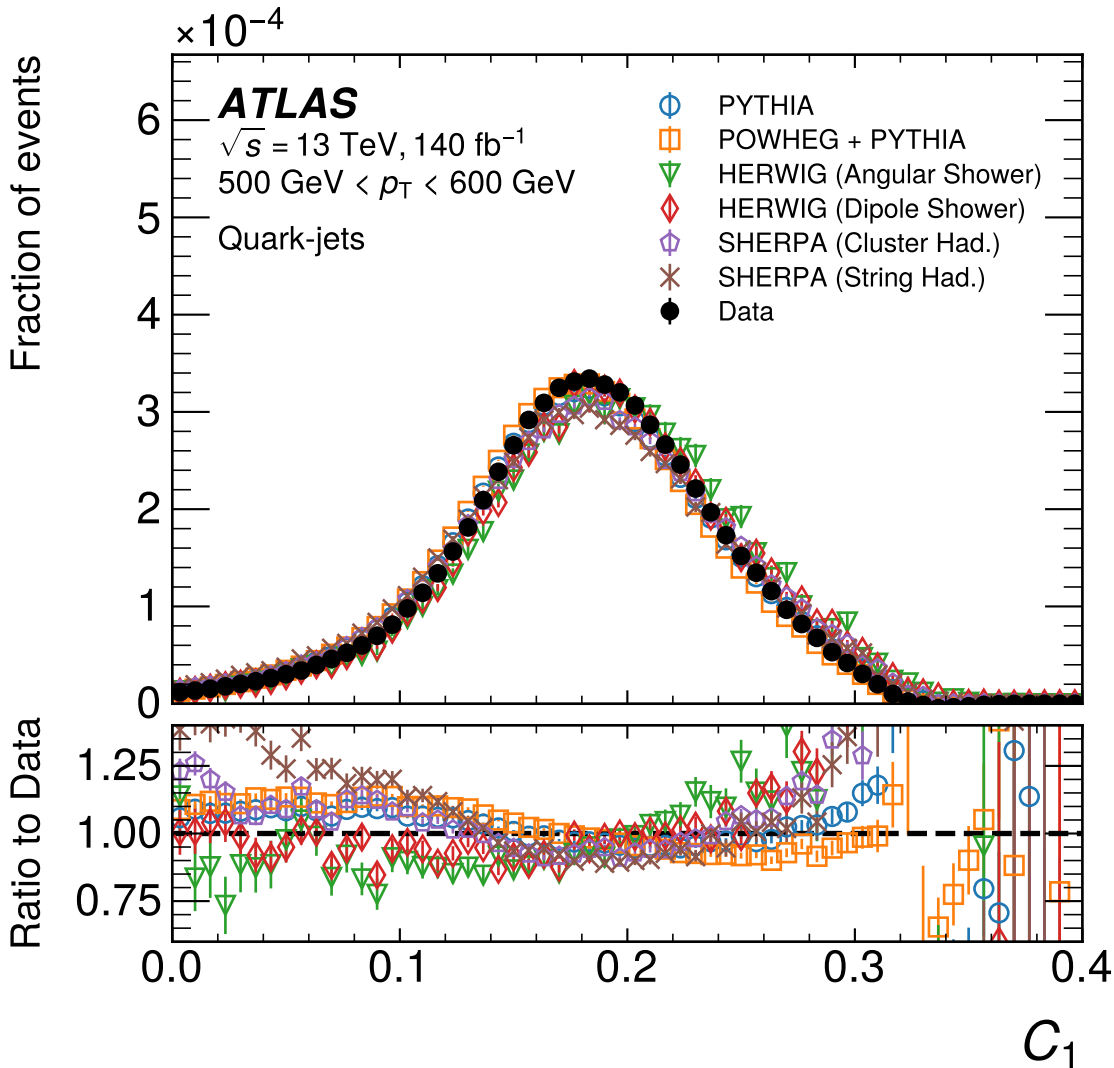 ×10⁻⁴
Fraction of events
6
5
4
3
2
1
0
ATLAS
√s = 13 TeV, 140 fb⁻¹
500 GeV < pT < 600 GeV
Quark-jets
PYTHIA
POWHEG + PYTHIA
HERWIG (Angular Shower)
HERWIG (Dipole Shower)
SHERPA (Cluster Had.)
SHERPA (String Had.)
Data
Ratio to Data
1.25
1.00
0.75
0.0 0.1 0.2 0.3 0.4
C₁